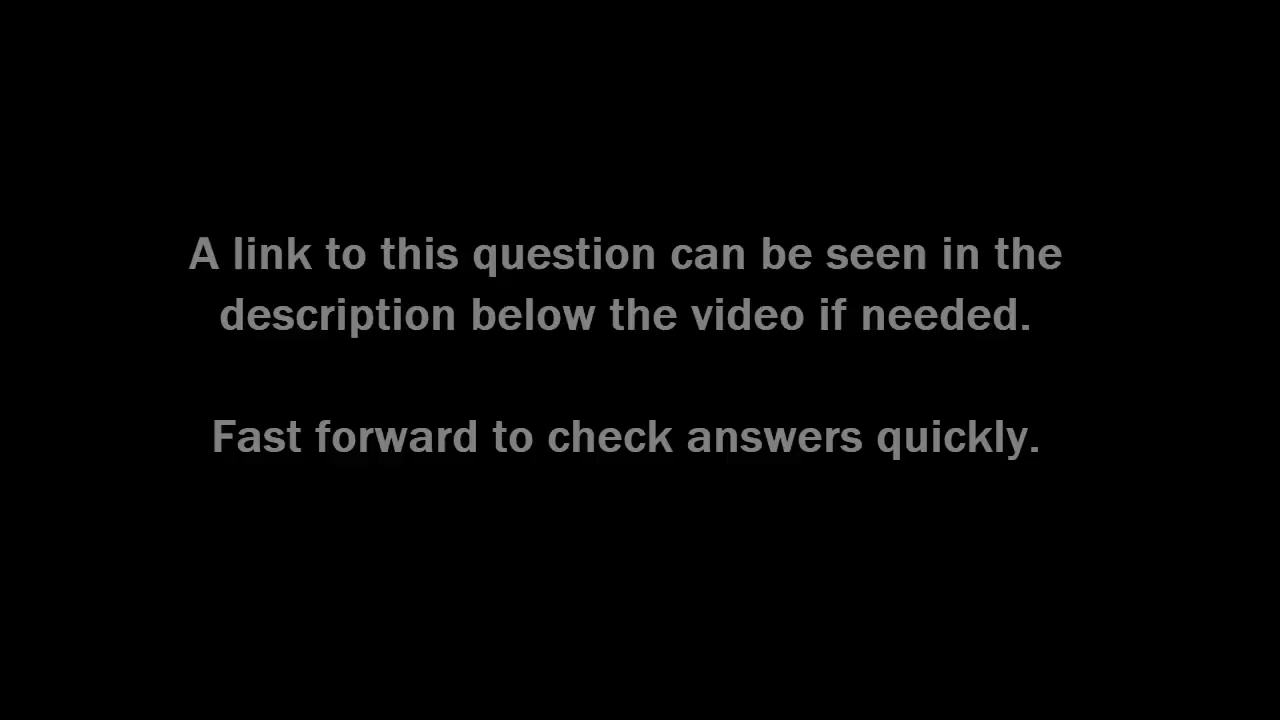 A link to this question can be seen in the
description below the video if needed.
Fast forward to check answers quickly.